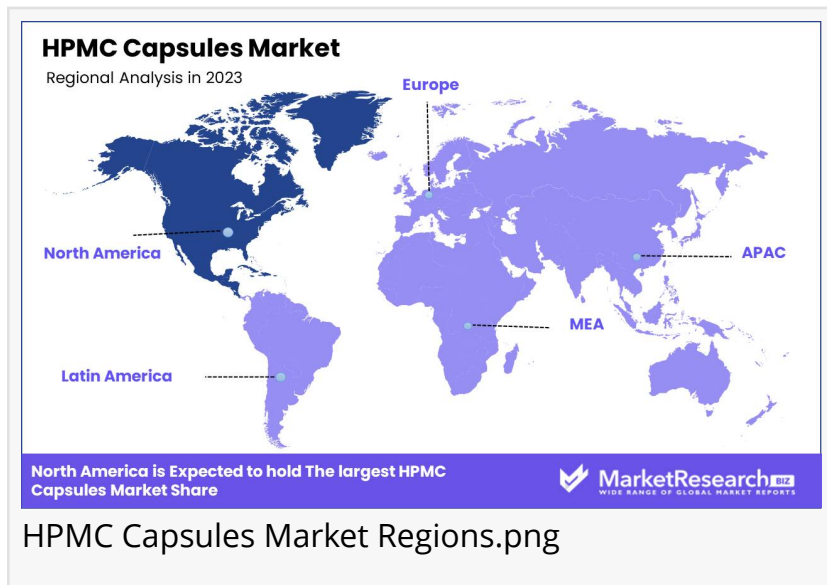 HPMC Capsules Market
Regional Analysis in 2023
Europe
North America
APAC
MEA
Latin America
North America is Expected to hold The largest HPMC
Capsules Market Share
MarketResearch BIZ
WIDE RANGE OF GLOBAL MARKET REPORTS
HPMC Capsules Market Regions.png